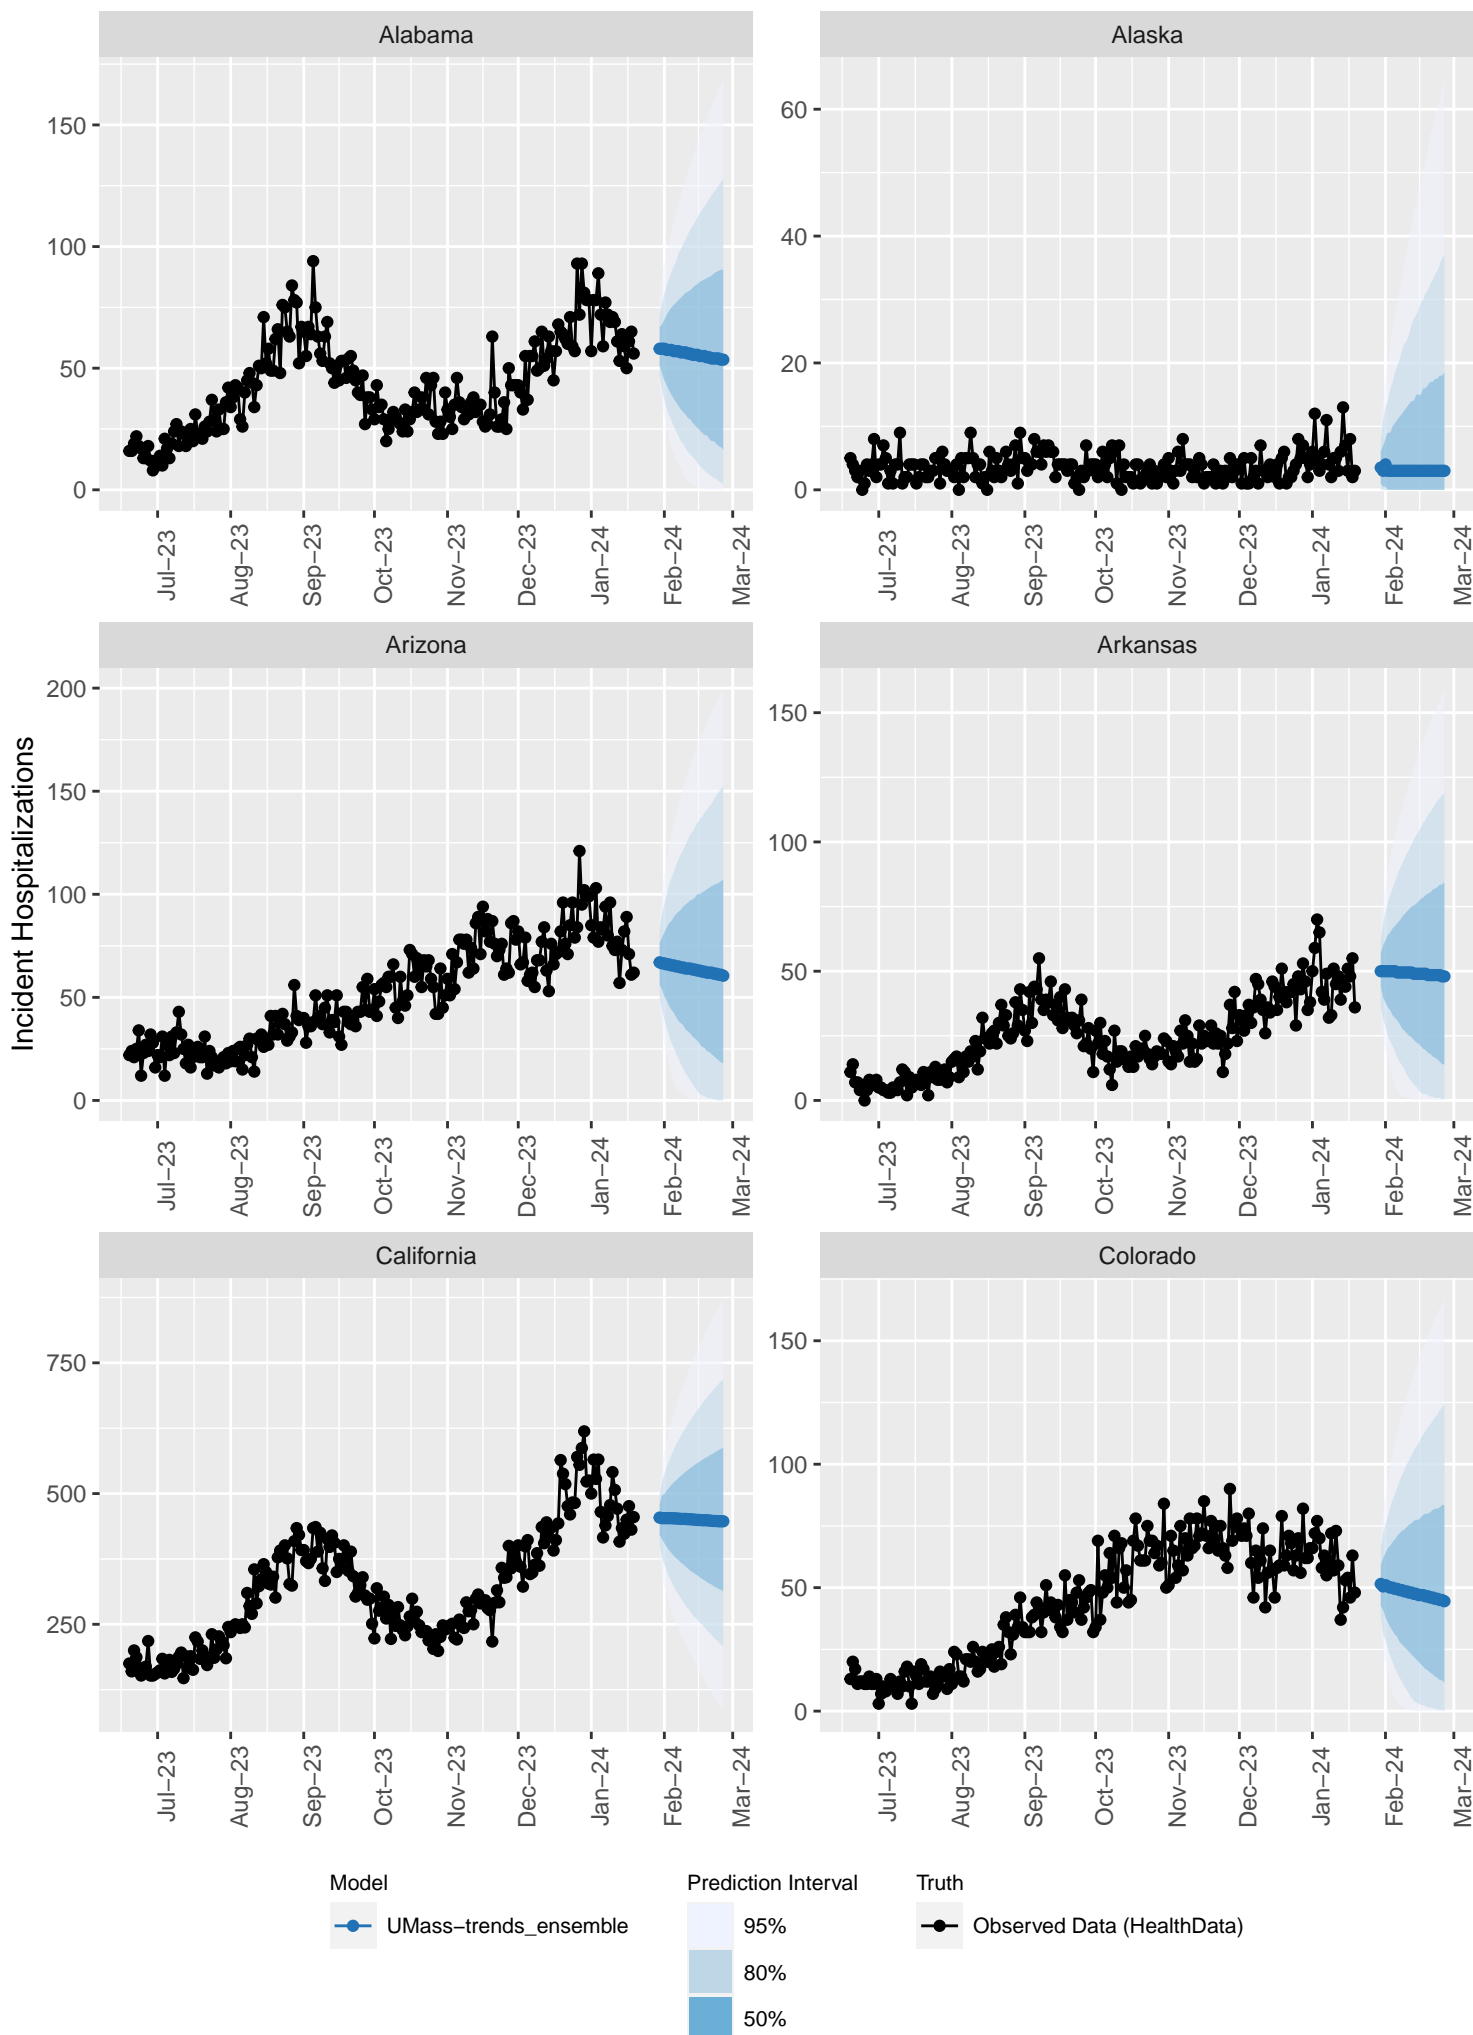 Alabama
Alaska
150
100
50
0
60
40
20
0
Jul−23
Aug−23
Sep−23
Oct−23
Nov−23
Dec−23
Jan−24
Feb−24
Mar−24
Jul−23
Aug−23
Sep−23
Oct−23
Nov−23
Dec−23
Jan−24
Feb−24
Mar−24
Incident Hospitalizations
Arizona
Arkansas
200
150
100
50
0
150
100
50
0
Jul−23
Aug−23
Sep−23
Oct−23
Nov−23
Dec−23
Jan−24
Feb−24
Mar−24
Jul−23
Aug−23
Sep−23
Oct−23
Nov−23
Dec−23
Jan−24
Feb−24
Mar−24
California
Colorado
750
500
250
150
100
50
0
Jul−23
Aug−23
Sep−23
Oct−23
Nov−23
Dec−23
Jan−24
Feb−24
Mar−24
Jul−23
Aug−23
Sep−23
Oct−23
Nov−23
Dec−23
Jan−24
Feb−24
Mar−24
Model
UMass−trends_ensemble
Prediction Interval
95%
80%
50%
Truth
Observed Data (HealthData)